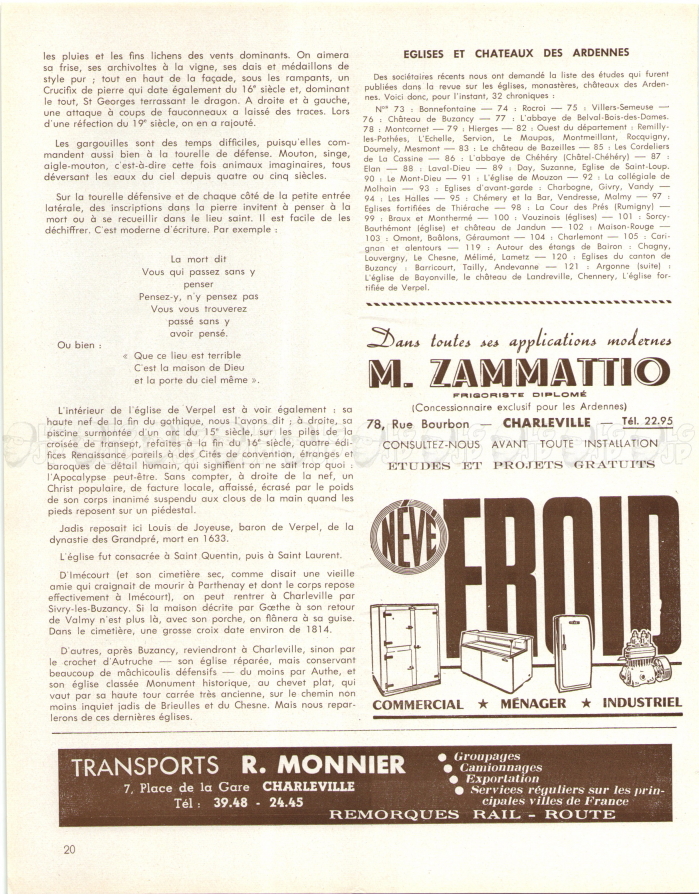 les pluies et les fins lichens des vents dominants. On aimera
sa frise, ses archivoltes à la vigne, ses dais et médaillons de
style pur ; tout en haut de la façade, sous les rampants, un
Crucifix de pierre qui date également du 16e siècle et, dominant
le tout, St Georges terrassant le dragon. A droite et à gauche,
une attaque à coups de fauconneaux a laissé des traces. Lors
d'une réfection du 19e siècle, on en a rajouté.
Les gargouilles sont des temps difficiles, puisqu'elles com-
mandent aussi bien à la tourelle de défense. Mouton, singe,
aigle-mouton, c'est-à-dire cette fois animaux imaginaires, tous
déversant les eaux du ciel depuis quatre ou cinq siècles.
Sur la tourelle défensive et de chaque côté de la petite entrée
latérale, des inscriptions dans la pierre invitent à penser à la
mort ou à se recueillir dans le lieu saint. Il est facile de les
déchiffrer. C'est moderne d'écriture. Par exemple :
La mort dit
Vous qui passez sans y
penser
Pensez-y, n'y pensez pas
Vous vous trouverez
passé sans y
avoir pensé.
Ou bien :
« Que ce lieu est terrible
C'est la maison de Dieu
et la porte du ciel même ».
L'intérieur de l'église de Verpel est à voir également : sa
haute nef de la fin du gothique, nous l'avons dit ; à droite, sa
piscine surmontée d'un arc du 15e siècle, sur les piles de la
croisée de transept, refaites à la fin du 16e siècle, quatre édi-
fices Renaissance pareils à des Cités de convention, étranges et
baroques de détail humain, qui signifient on ne sait trop quoi :
l'Apocalypse peut-être. Sans compter, à droite de la nef, un
Christ populaire, de facture locale, affaissé, écrasé par le poids
de son corps inanimé suspendu aux clous de la main quand les
pieds reposent sur un piédestal.
Jadis reposait ici Louis de Joyeuse, baron de Verpel, de la
dynastie des Grandpré, mort en 1633.
L'église fut consacrée à Saint Quentin, puis à Saint Laurent.
D'Imécourt (et son cimetière sec, comme disait une vieille
amie qui craignait de mourir à Parthenay et dont le corps repose
effectivement à Imécourt), on peut rentrer à Charleville par
Sivry-les-Buzancy. Si la maison décrite par Gœthe à son retour
de Valmy n'est plus là, avec son porche, on flânera à sa guise.
Dans le cimetière, une grosse croix date environ de 1814.
D'autres, après Buzancy, reviendront à Charleville, sinon par
le crochet d'Autruche — son église réparée, mais conservant
beaucoup de mâchicoulis défensifs — du moins par Authe, et
son église classée Monument historique, au chevet plat, qui
vaut par sa haute tour carrée très ancienne, sur le chemin non
moins inquiet jadis de Brieulles et du Chesne. Mais nous repar-
lerons de ces dernières églises.
EGLISES ET CHATEAUX DES ARDENNES
Des sociétaires récents nous ont demandé la liste des études qui furent
publiées dans la revue sur les églises, monastères, châteaux des Arden-
nes. Voici donc, pour l'instant, 32 chroniques :
Nos 73 : Bonnefontaine — 74 : Rocroi — 75 : Villers-Semeuse —
76 : Château de Buzancy — 77 : L'abbaye de Belval-Bois-des-Dames.
78 : Montcornet — 79 : Hierges — 82 : Ouest du département : Remilly-
les-Pothées, L'Echelle, Servion, Le Maupas, Montmeillant, Rocquigny,
Doumely, Mesmont — 83 : Le château de Bazeilles — 85 : Les Cordeliers
de La Cassine — 86 : L'abbaye de Chéhéry (Châtel-Chéhéry) — 87 :
Elan — 88 : Laval-Dieu — 89 : Day, Suzanne, Eglise de Saint-Loup.
90 : Le Mont-Dieu — 91 : L'église de Mouzon — 92 : La collégiale de
Molhain — 93 : Eglises d'avant-garde : Charbogne, Givry, Vandy —
94 : Les Halles — 95 : Chémery et la Bar, Vendresse, Malmy — 97 :
Eglises fortifiées de Thiérache — 98 : La Cour des Prés (Rumigny) —
99 : Braux et Monthermé — 100 : Vouzinois (églises) — 101 : Sorcy-
Bauthémont (église) et château de Jandun — 102 : Maison-Rouge —
103 : Omont, Baâlons, Géraumont — 104 : Charlemont — 105 : Cari-
gnan et alentours — 119 : Autour des étangs de Bairon : Chagny,
Louvergny, Le Chesne, Mélimé, Lametz — 120 : Eglises du canton de
Buzancy : Barricourt, Tailly, Andevanne — 121 : Argonne (suite) :
L'église de Bayonville, le château de Landreville, Chennery, L'église for-
tifiée de Verpel.
Dans toutes ses applications modernes
M. ZAMMATTIO
FRIGORISTE DIPLOMÉ
(Concessionnaire exclusif pour les Ardennes)
78, Rue Bourbon — CHARLEVILLE Tél. 22.95
CONSULTEZ-NOUS AVANT TOUTE INSTALLATION
ETUDES ET PROJETS GRATUITS
NÉVÉ
FROID
COMMERCIAL ★ MÉNAGER ★ INDUSTRIEL
TRANSPORTS R. MONNIER
7, Place de la Gare CHARLEVILLE
Tél : 39.48 - 24.45
● Groupages
● Camionnages
● Exportation
● Services réguliers sur les prin-
cipales villes de France
REMORQUES RAIL - ROUTE
20